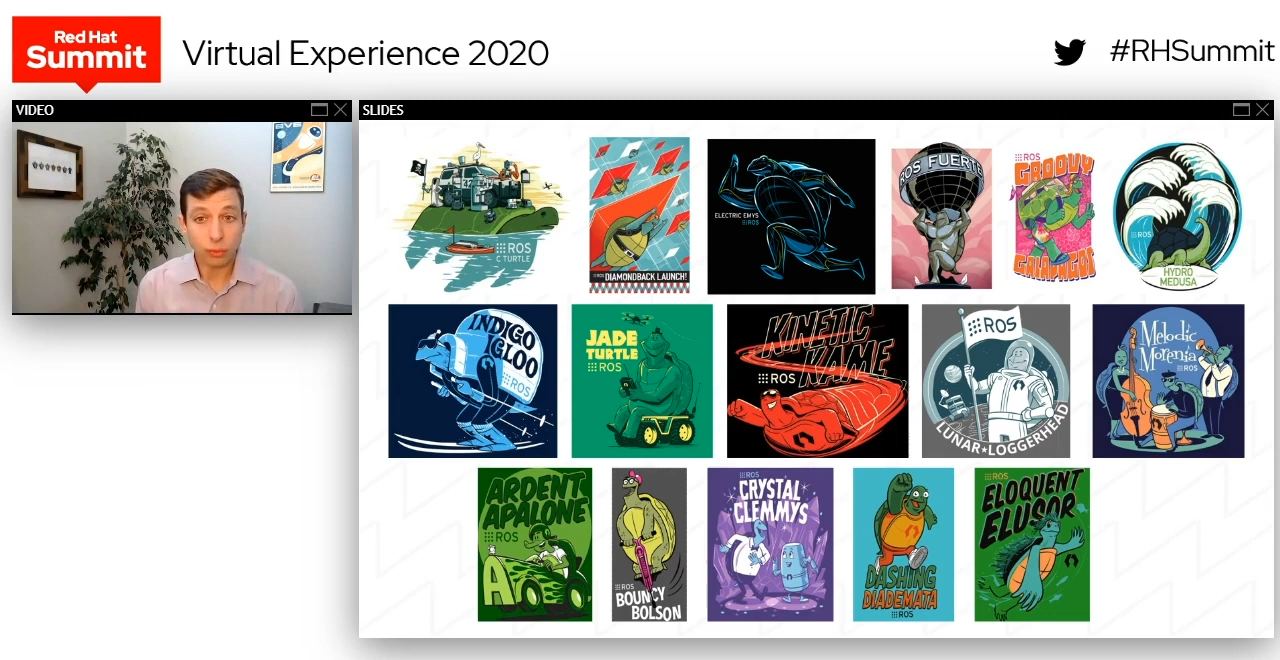 Red Hat
Summit
Virtual Experience 2020
#RHSummit
VIDEO
SLIDES
EVE
ROS
C TURTLE
ROS DIAMONDBACK LAUNCH!
ELECTRIC EMYS
ROS
ROS FUERTE
ROS
GROOVY
GALAPAGOS
ROS
HYDRO
MEDUSA
INDIGO
IGLOO
ROS
JADE
TURTLE
ROS
KINETIC
KAME
ROS
ROS
LUNAR★LOGGERHEAD
Melodic
Morenia
ROS
ARDENT
APALONE
ROS
A
ROS
BOUNCY
BOLSON
ROS
CRYSTAL
CLEMMYS
DASHING
DIADEMATA
ROS
ROS
ELOQUENT
ELUSOR